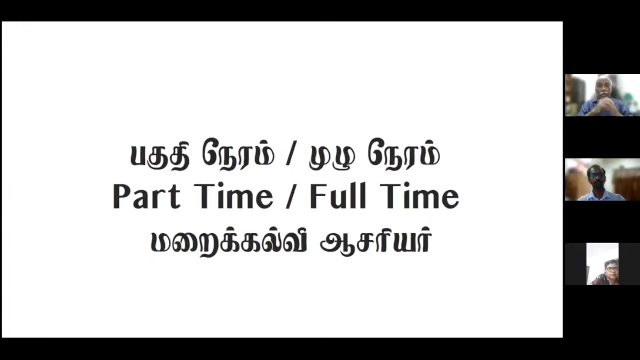 பகுதி நேரம் / முழு நேரம்
Part Time / Full Time
மறைக்கல்வி ஆசரியர்